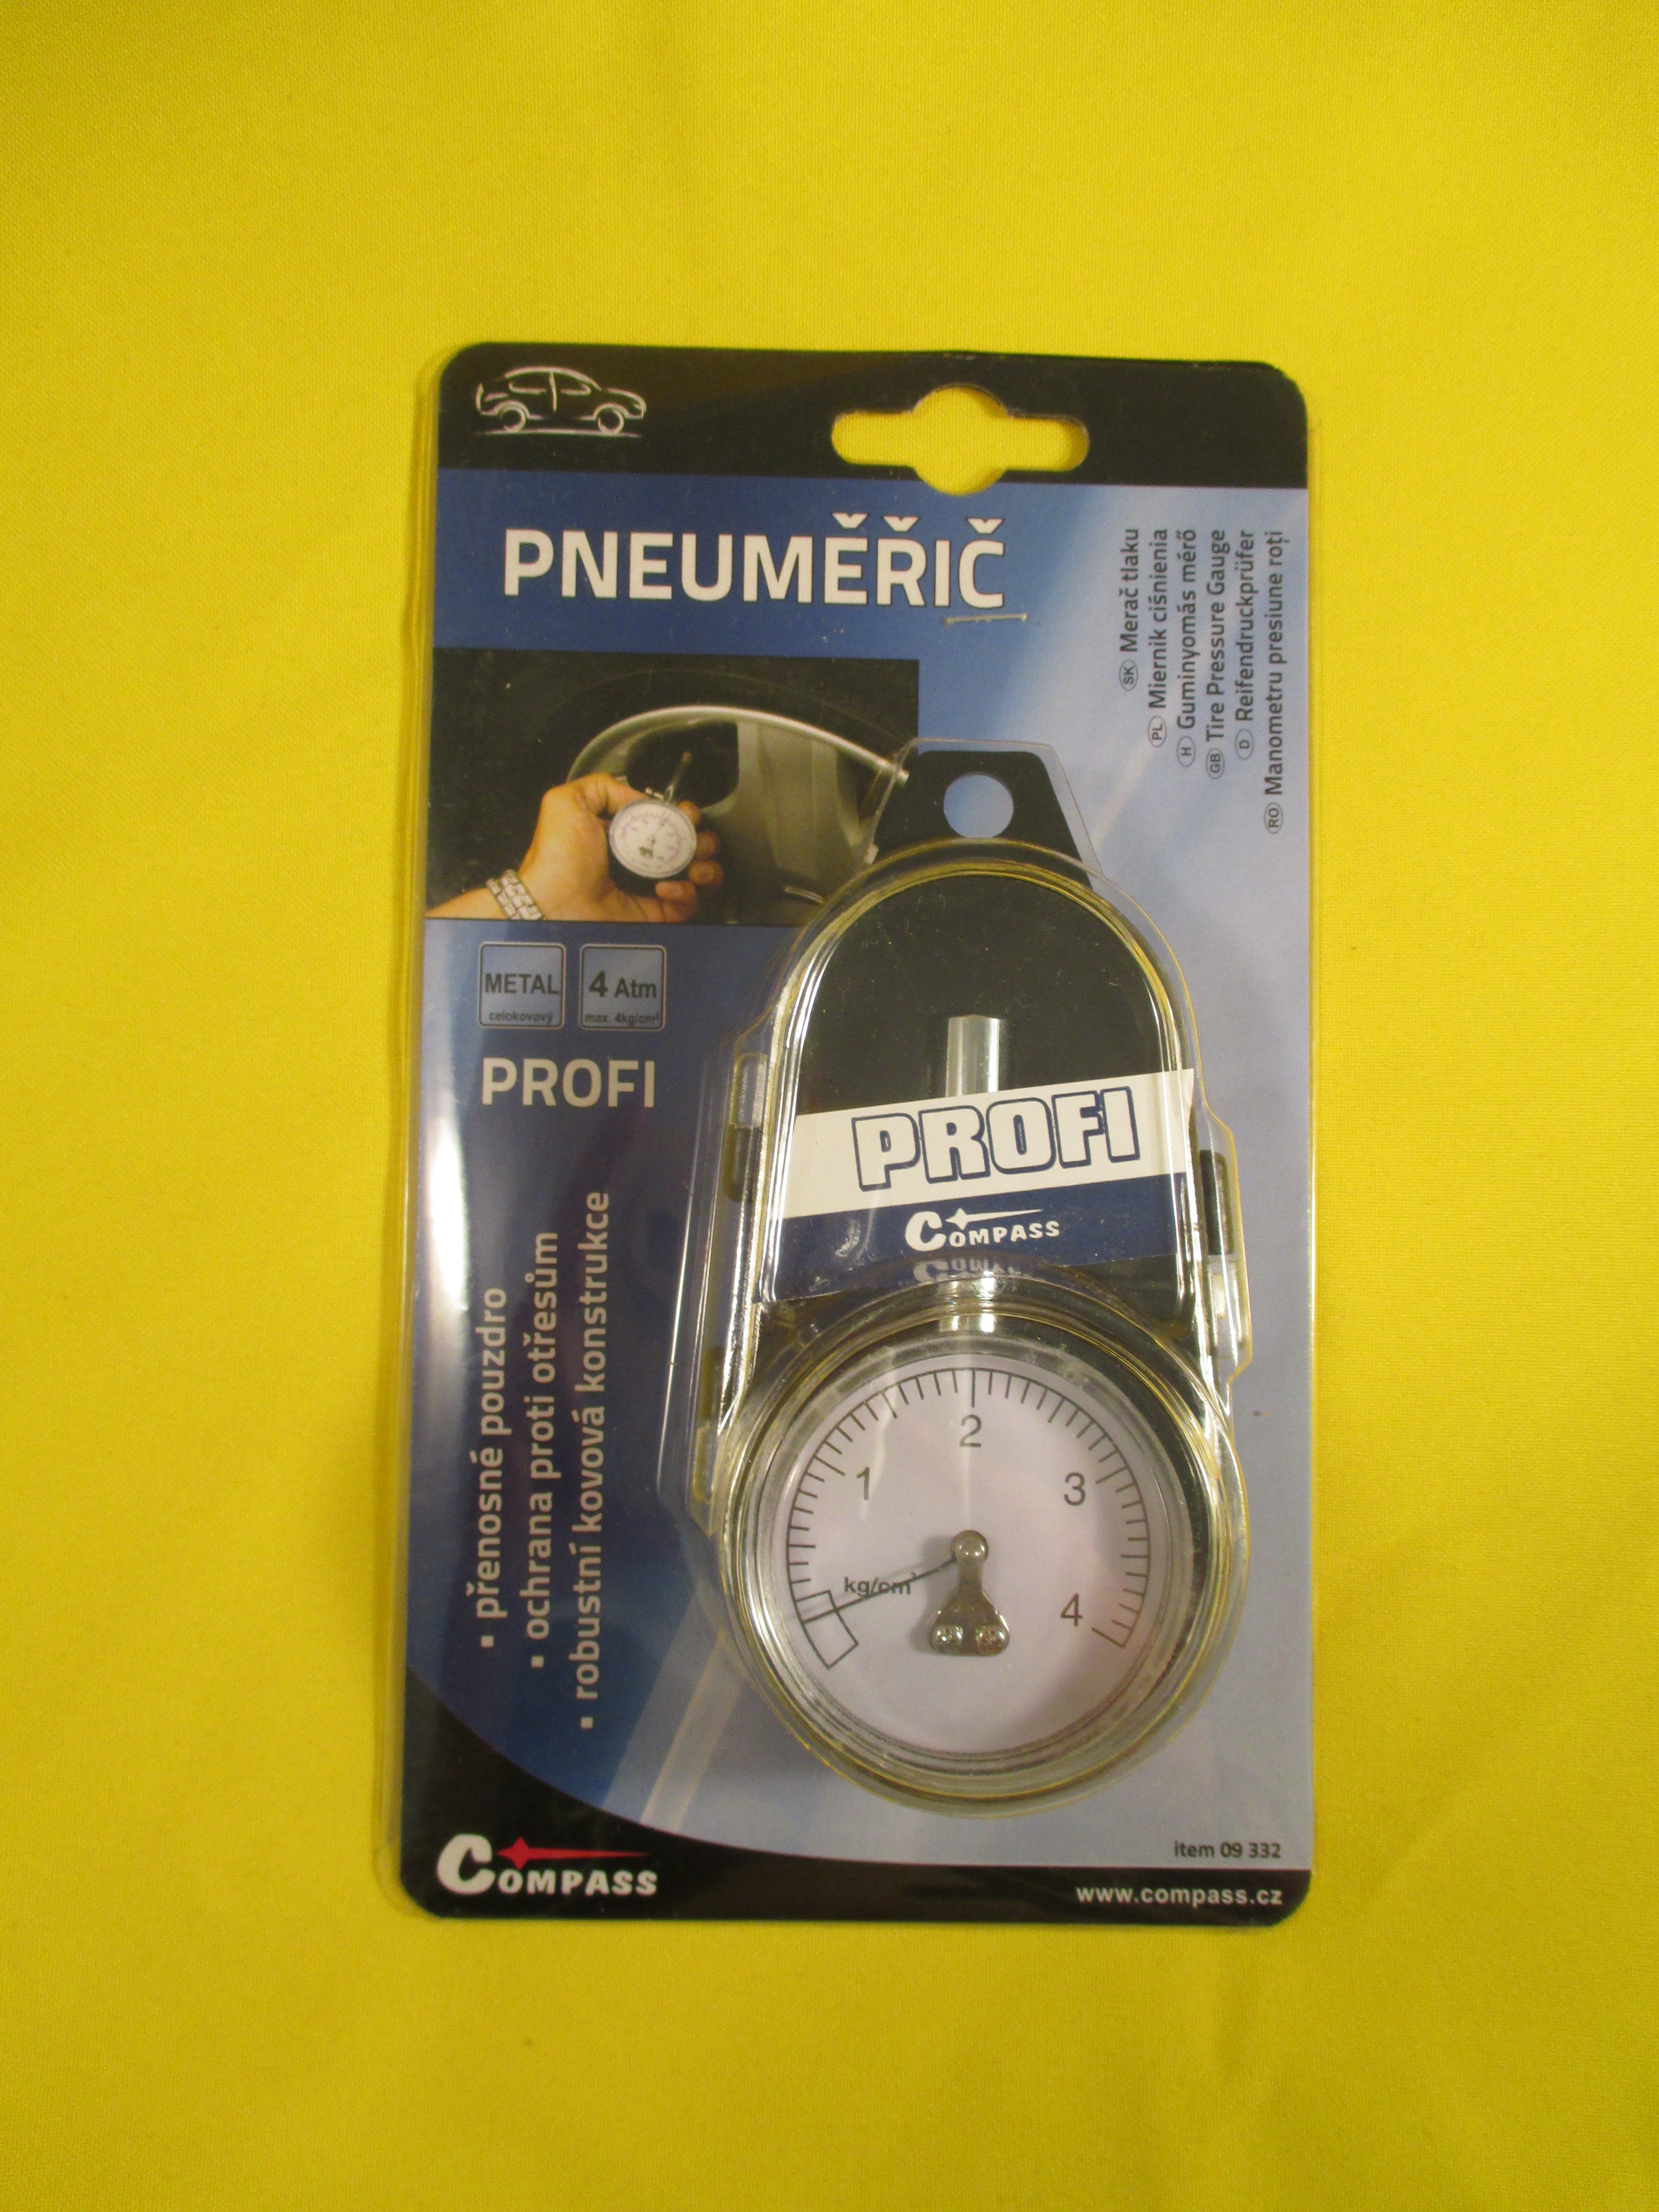 PNEUMĚŘIČ
SK Merač tlaku
PL Miernik ciśnienia
H Guminyomás mérő
GB Tire Pressure Gauge
D Reifendruckprüfer
RO Manometru presiune roți
METAL
celokovový
4 Atm
max. 4kg/cm²
PROFI
▪ přenosné pouzdro
▪ ochrana proti otřesům
▪ robustní kovová konstrukce
PROFI
COMPASS
1
2
3
4
kg/cm²
COMPASS
item 09 332
www.compass.cz